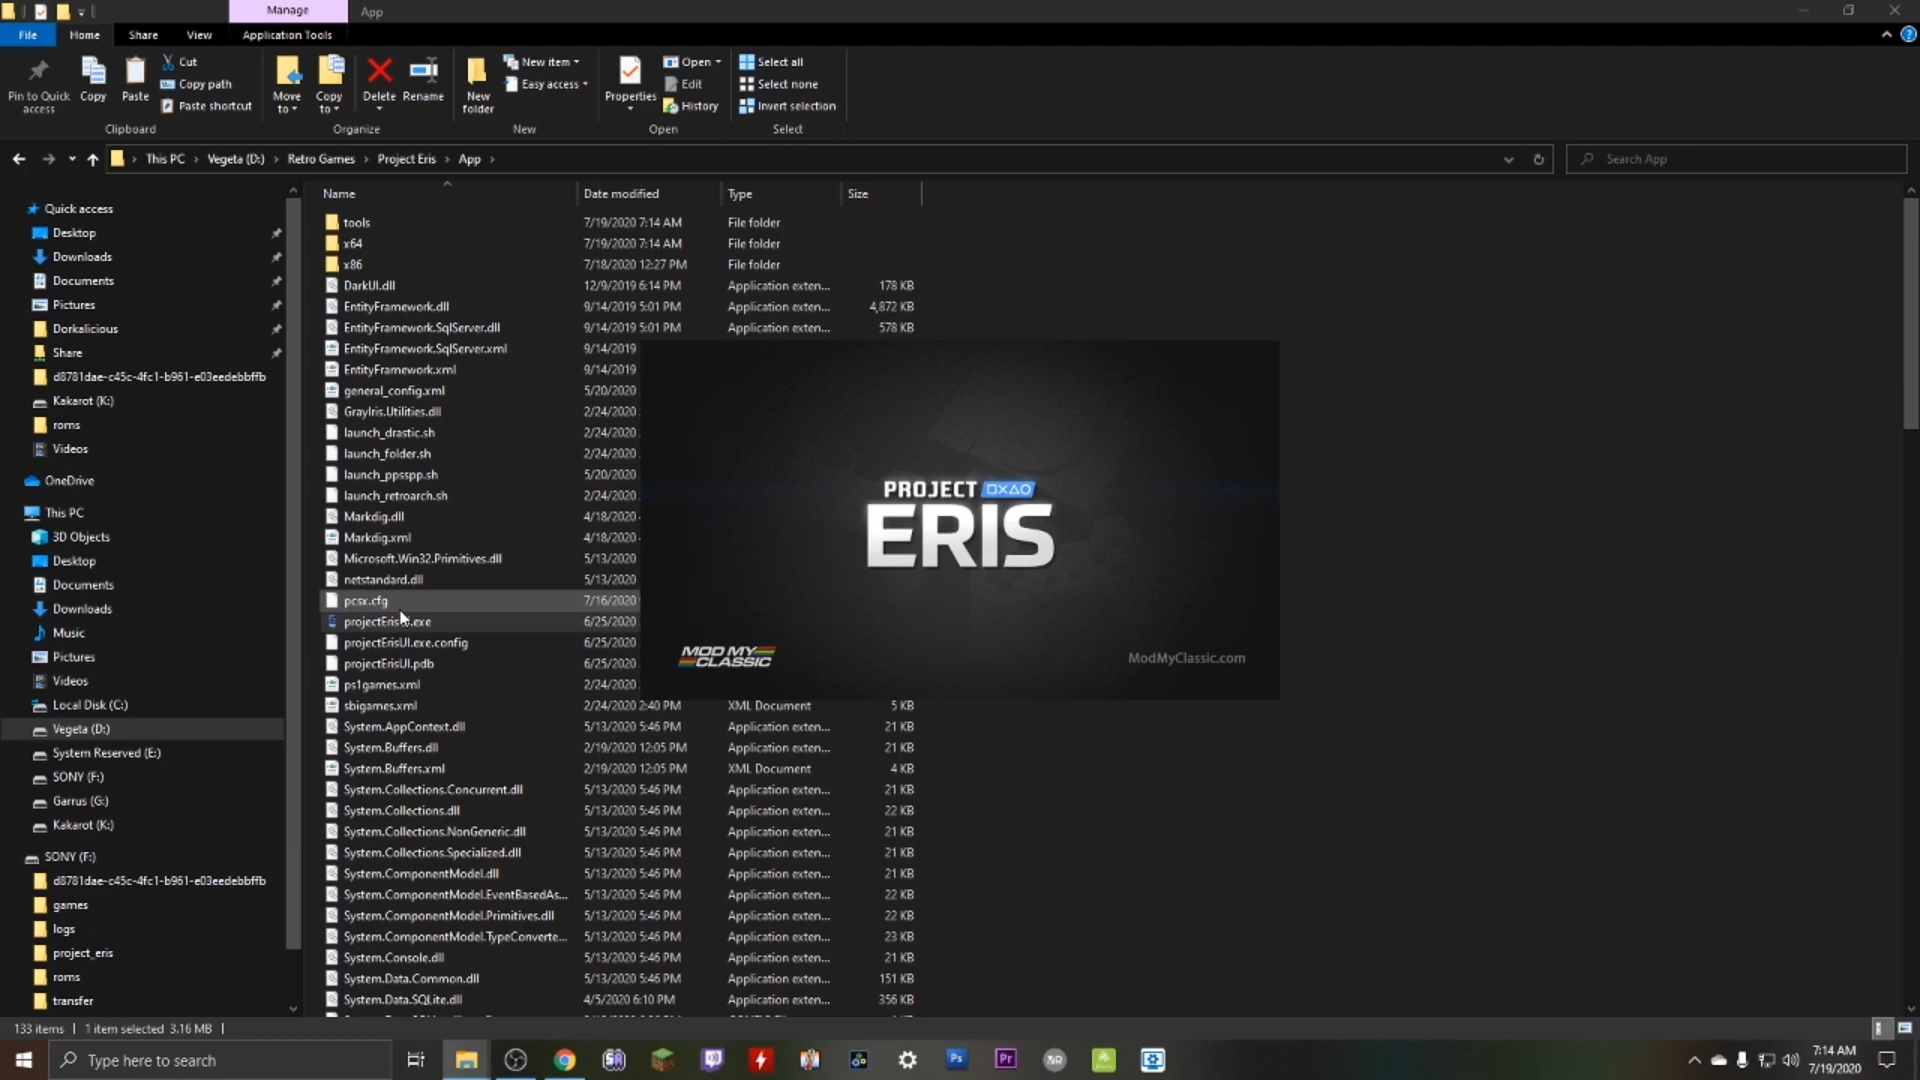 Manage
App
File
Home
Share
View
Application Tools
Pin to Quick access
Copy
Paste
Cut
Copy path
Paste shortcut
Clipboard
Move to
Copy to
Delete
Rename
Organize
New folder
New item
Easy access
New
Properties
Open
Edit
History
Open
Select all
Select none
Invert selection
Select
This PC > Vegeta (D:) > Retro Games > Project Eris > App >
Search App
Quick access
Desktop
Downloads
Documents
Pictures
Dorkalicious
Share
d8781dae-c45c-4fc1-b961-e03eedebbffb
Kakarot (K:)
roms
Videos
OneDrive
This PC
3D Objects
Desktop
Documents
Downloads
Music
Pictures
Videos
Local Disk (C:)
Vegeta (D:)
System Reserved (E:)
SONY (F:)
Garrus (G:)
Kakarot (K:)
SONY (F:)
d8781dae-c45c-4fc1-b961-e03eedebbffb
games
logs
project_eris
roms
transfer
Name Date modified Type Size
tools 7/19/2020 7:14 AM File folder
x64 7/19/2020 7:14 AM File folder
x86 7/18/2020 12:27 PM File folder
DarkUI.dll 12/9/2019 6:14 PM Application exten... 178 KB
EntityFramework.dll 9/14/2019 5:01 PM Application exten... 4,872 KB
EntityFramework.SqlServer.dll 9/14/2019 5:01 PM Application exten... 578 KB
EntityFramework.SqlServer.xml 9/14/2019
EntityFramework.xml 9/14/2019
general_config.xml 5/20/2020
GrayIris.Utilities.dll 2/24/2020
launch_drastic.sh 2/24/2020
launch_folder.sh 2/24/2020
launch_ppsspp.sh 5/20/2020
launch_retroarch.sh 2/24/2020
Markdig.dll 4/18/2020
Markdig.xml 4/18/2020
Microsoft.Win32.Primitives.dll 5/13/2020
netstandard.dll 5/13/2020
pcsx.cfg 7/16/2020
projectErisUI.exe 6/25/2020
projectErisUI.exe.config 6/25/2020
projectErisUI.pdb 6/25/2020
ps1games.xml 2/24/2020
sbigames.xml 2/24/2020 2:40 PM XML Document 5 KB
System.AppContext.dll 5/13/2020 5:46 PM Application exten... 21 KB
System.Buffers.dll 2/19/2020 12:05 PM Application exten... 21 KB
System.Buffers.xml 2/19/2020 12:05 PM XML Document 4 KB
System.Collections.Concurrent.dll 5/13/2020 5:46 PM Application exten... 21 KB
System.Collections.dll 5/13/2020 5:46 PM Application exten... 22 KB
System.Collections.NonGeneric.dll 5/13/2020 5:46 PM Application exten... 21 KB
System.Collections.Specialized.dll 5/13/2020 5:46 PM Application exten... 21 KB
System.ComponentModel.dll 5/13/2020 5:46 PM Application exten... 21 KB
System.ComponentModel.EventBasedAs... 5/13/2020 5:46 PM Application exten... 22 KB
System.ComponentModel.Primitives.dll 5/13/2020 5:46 PM Application exten... 22 KB
System.ComponentModel.TypeConverte... 5/13/2020 5:46 PM Application exten... 23 KB
System.Console.dll 5/13/2020 5:46 PM Application exten... 21 KB
System.Data.Common.dll 5/13/2020 5:46 PM Application exten... 151 KB
System.Data.SQLite.dll 4/5/2020 6:10 PM Application exten... 356 KB
PROJECT
ERIS
MOD MY
CLASSIC
ModMyClassic.com
133 items 1 item selected 3.16 MB
Type here to search
Ps
Pr
7:14 AM
7/19/2020